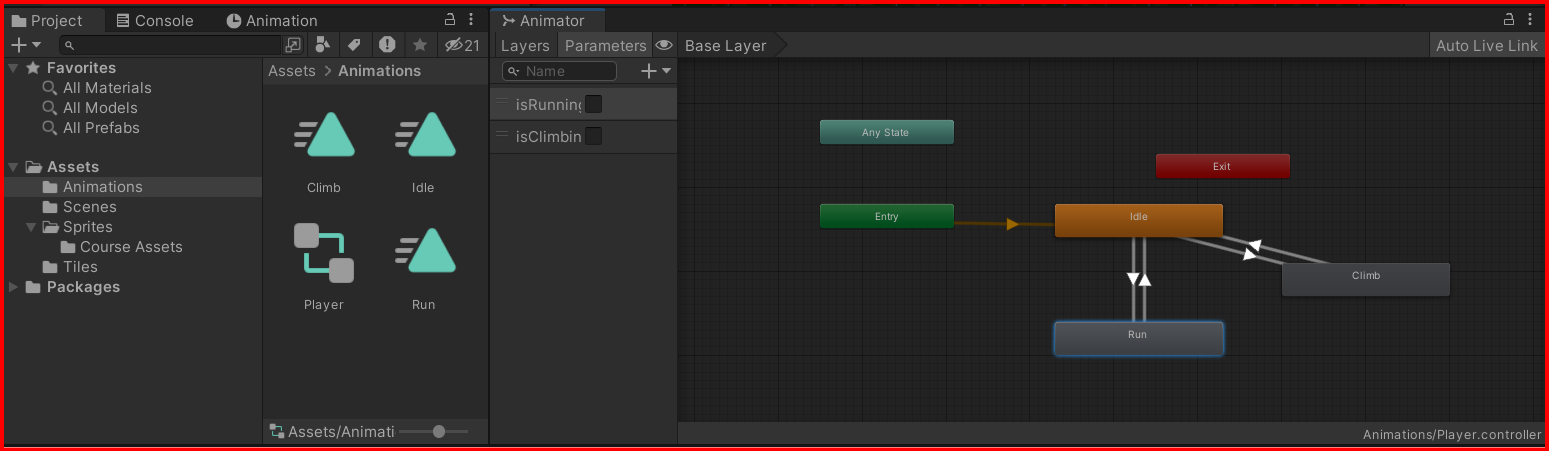 Project
Console
Animation
21
Favorites
All Materials
All Models
All Prefabs
Assets
Animations
Scenes
Sprites
Course Assets
Tiles
Packages
Assets > Animations
Climb
Idle
Player
Run
Assets/Animati
Animator
Layers
Parameters
Base Layer
Auto Live Link
Name
isRunning
isClimbin
Any State
Exit
Entry
Idle
Climb
Run
Animations/Player.controller